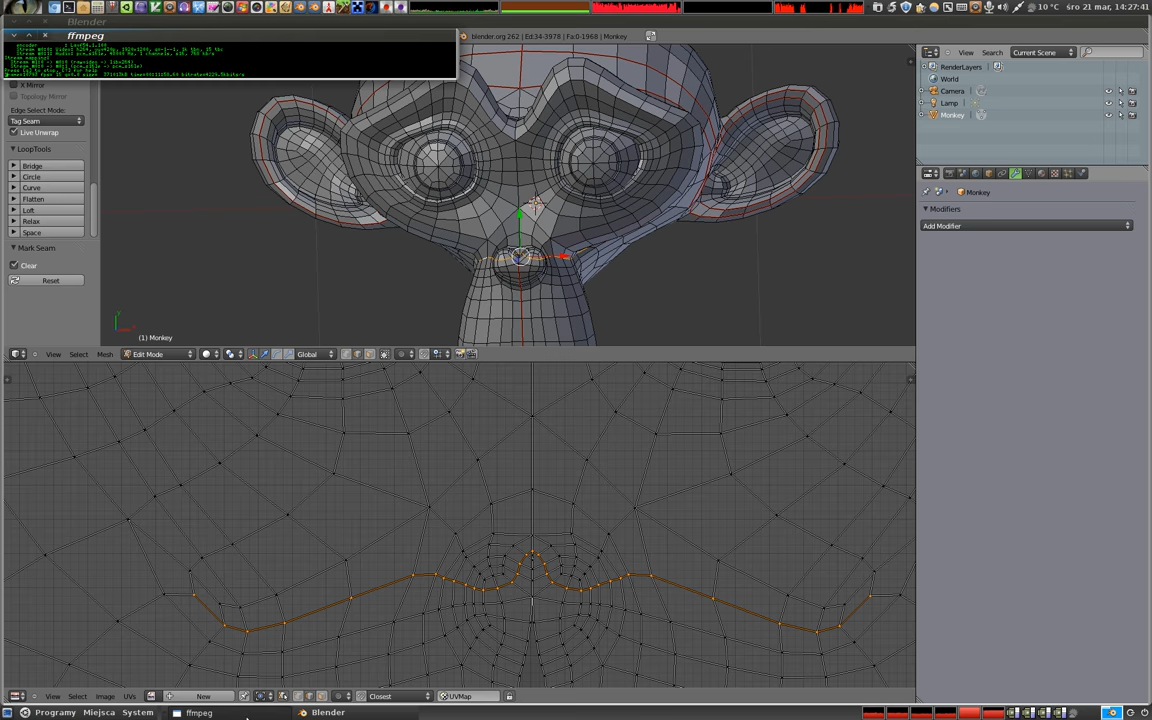 10 °C śro 21 mar, 14:27:41
Blender
ffmpeg
blender.org 262 | Ed:34-3978 | Fa:0-1968 | Monkey
View Search Current Scene
RenderLayers
World
Camera
Lamp
Monkey
X Mirror
Topology Mirror
Edge Select Mode:
Tag Seam
Live Unwrap
LoopTools
Bridge
Circle
Curve
Flatten
Loft
Relax
Space
Mark Seam
Clear
Reset
Monkey
Modifiers
Add Modifier
(1) Monkey
View Select Mesh Edit Mode Global
View Select Image UVs New Closest UVMap
Programy Miejsca System ffmpeg Blender